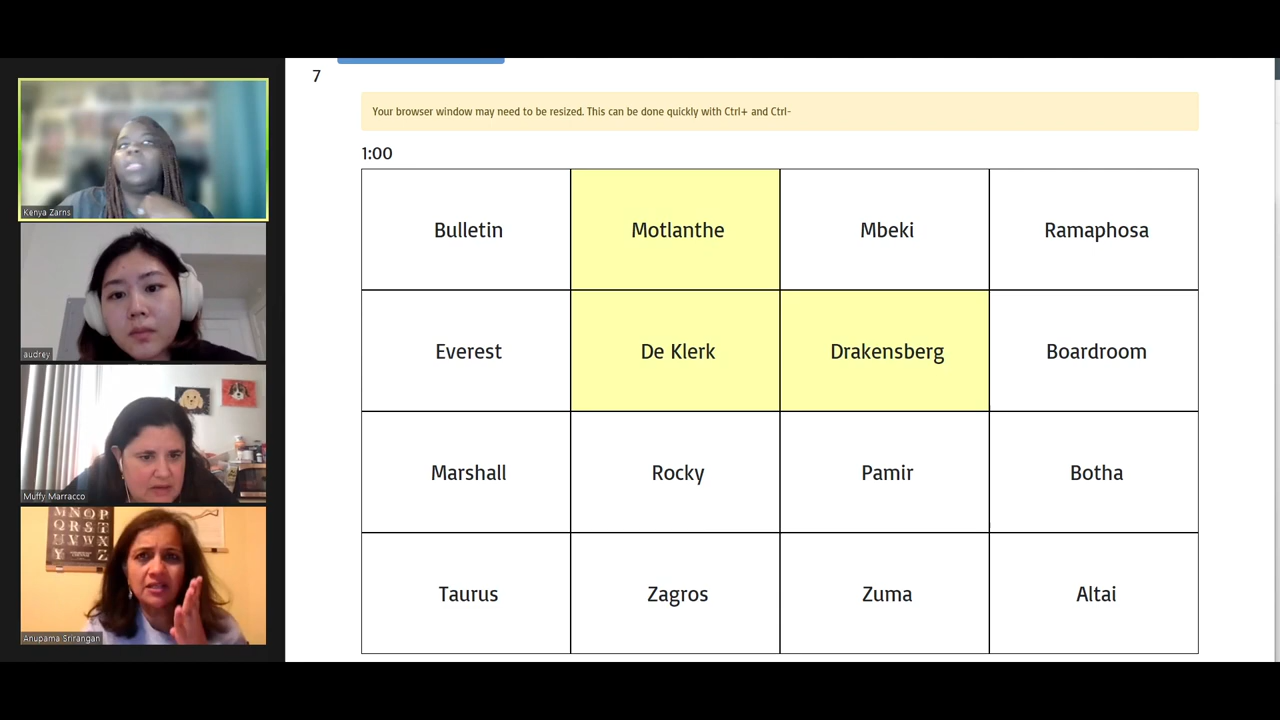 7
Your browser window may need to be resized. This can be done quickly with Ctrl+ and Ctrl-
1:00
Bulletin
Motlanthe
Mbeki
Ramaphosa
Everest
De Klerk
Drakensberg
Boardroom
Marshall
Rocky
Pamir
Botha
Taurus
Zagros
Zuma
Altai
Kenya Zarns
audrey
Muffy Marracco
M N O P
Q R S T
U V W X
Y Z
Anupama Srirangan